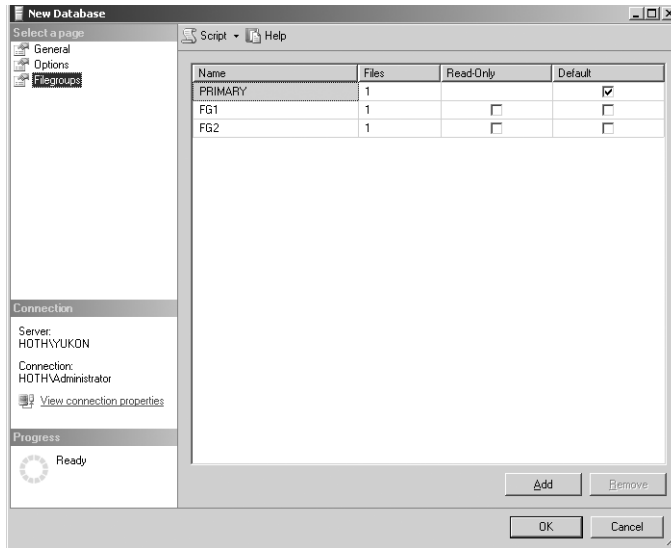 New Database
Select a page
General
Options
Filegroups
Script Help
Name Files Read-Only Default
PRIMARY 1
FG1 1
FG2 1
Connection
Server:
HOTH\YUKON
Connection:
HOTH\Administrator
View connection properties
Progress
Ready
Add Remove
OK Cancel